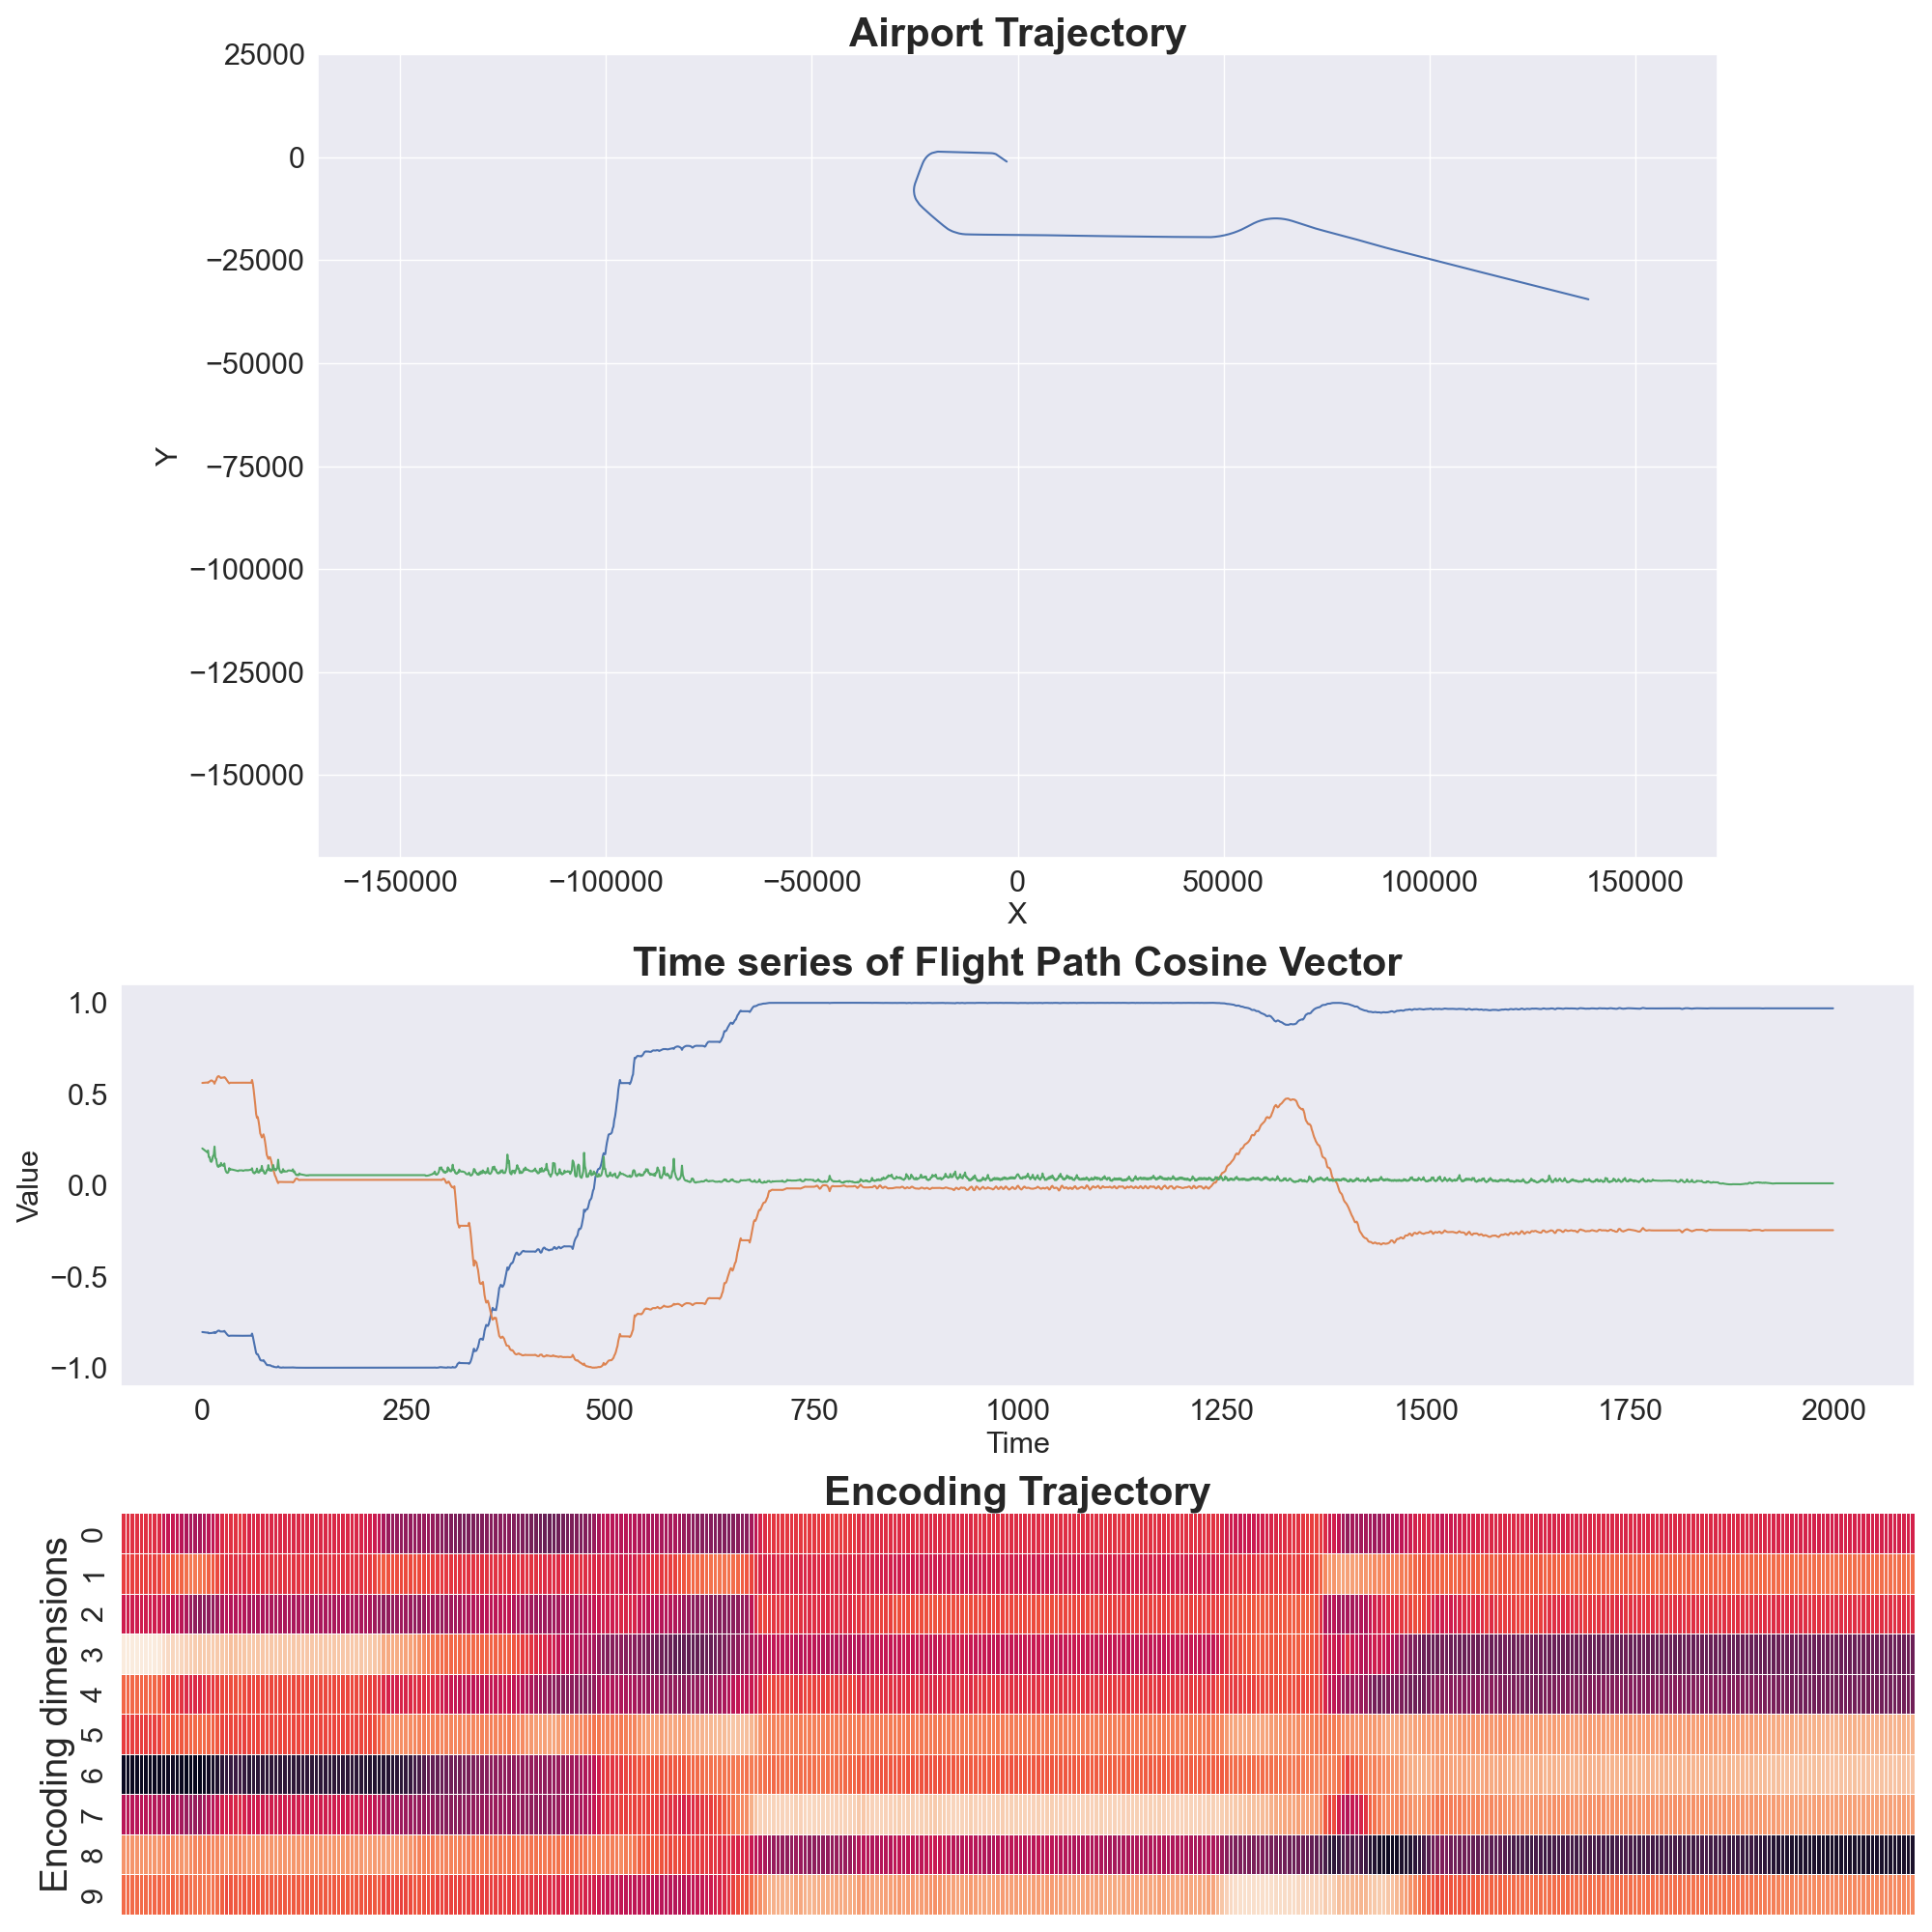 Airport Trajectory
25000
0
−25000
−50000
−75000
−100000
−125000
−150000
Y
−150000 −100000 −50000 0 50000 100000 150000
X
Time series of Flight Path Cosine Vector
1.0
0.5
0.0
−0.5
−1.0
Value
0 250 500 750 1000 1250 1500 1750 2000
Time
Encoding Trajectory
Encoding dimensions
0
1
2
3
4
5
6
7
8
9